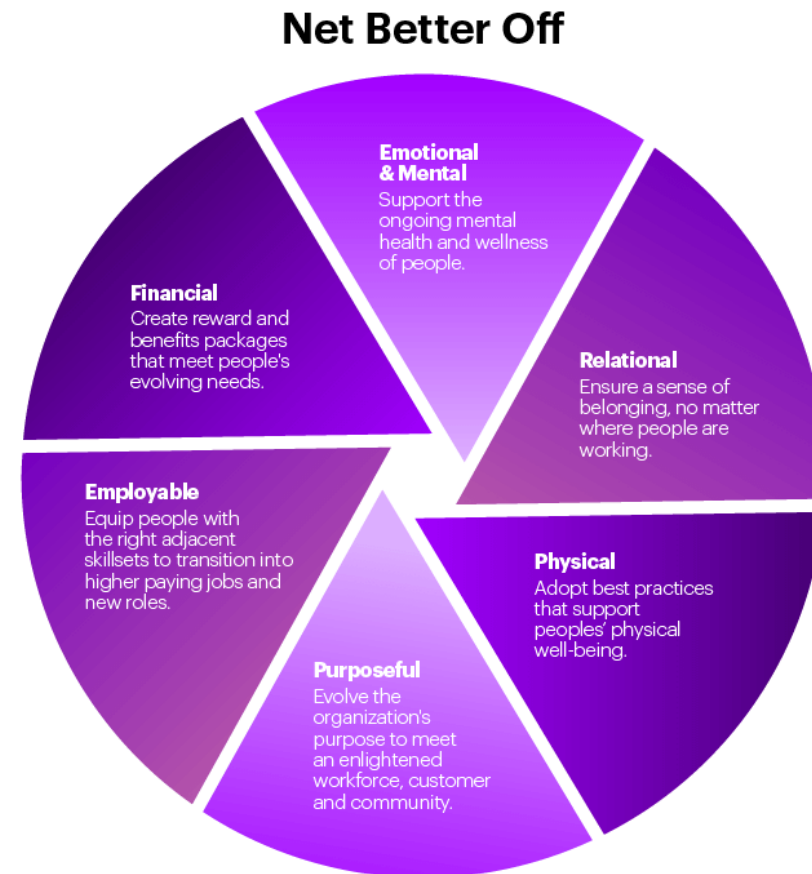 Net Better Off
Emotional
& Mental
Support the
ongoing mental
health and wellness
of people.
Relational
Ensure a sense of
belonging, no matter
where people are
working.
Physical
Adopt best practices
that support
peoples’ physical
well-being.
Purposeful
Evolve the
organization's
purpose to meet
an enlightened
workforce, customer
and community.
Employable
Equip people with
the right adjacent
skillsets to transition into
higher paying jobs and
new roles.
Financial
Create reward and
benefits packages
that meet people's
evolving needs.